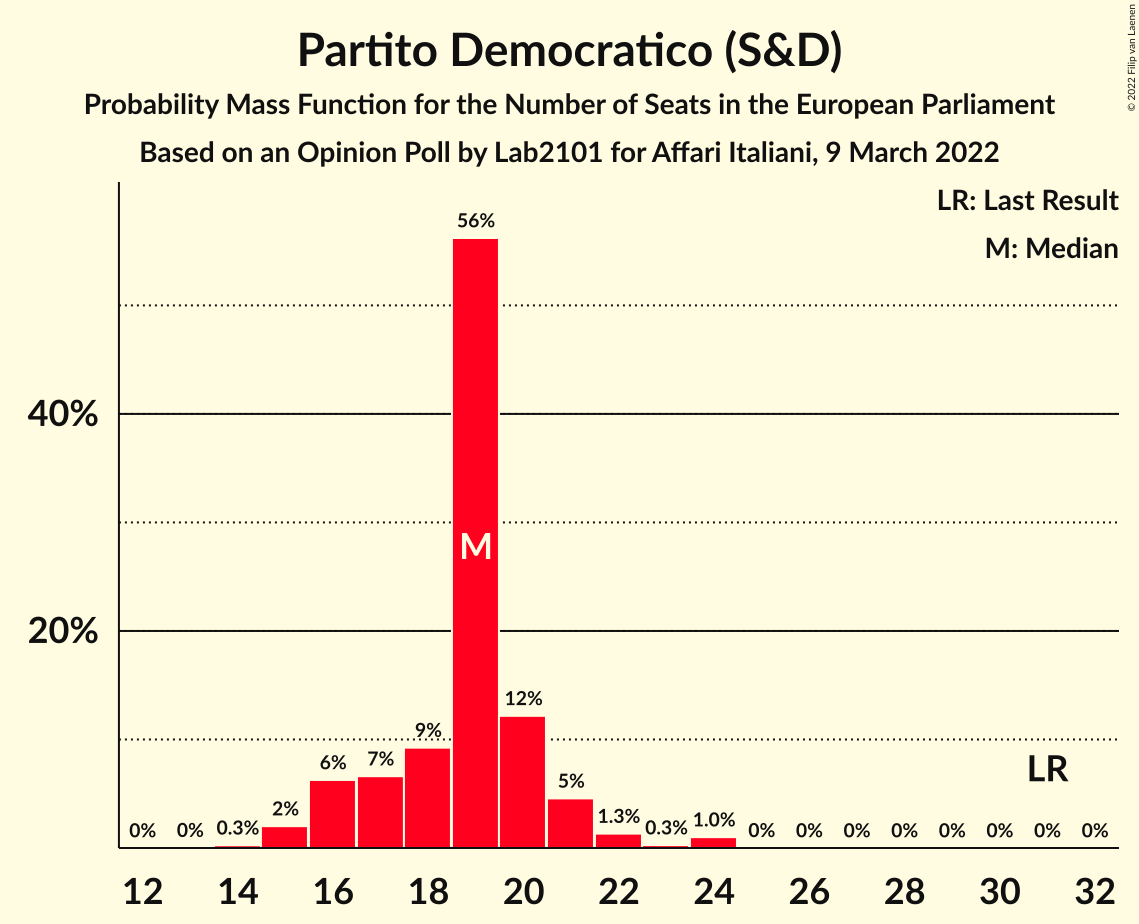 Partito Democratico (S&D)
Probability Mass Function for the Number of Seats in the European Parliament
Based on an Opinion Poll by Lab2101 for Affari Italiani, 9 March 2022
© 2022 Filip van Laenen
LR: Last Result
M: Median
56%
40%
M
20%
12%
9%
6% 7%
5%
LR
2%
1.3% 1.0%
0% 0% 0.3% 0.3% 0% 0% 0% 0% 0% 0% 0% 0%
12 14 16 18 20 22 24 26 28 30 32